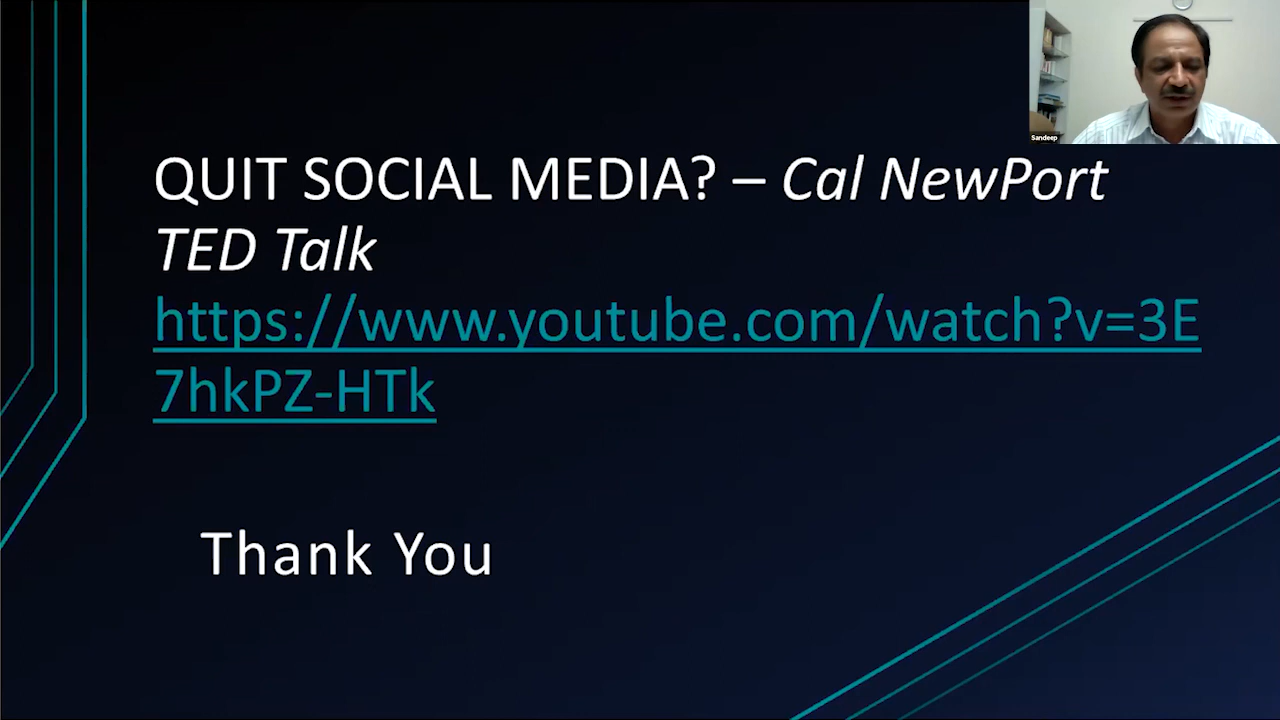 QUIT SOCIAL MEDIA? – Cal NewPort
TED Talk
https://www.youtube.com/watch?v=3E
7hkPZ-HTk
Thank You
Sandeep